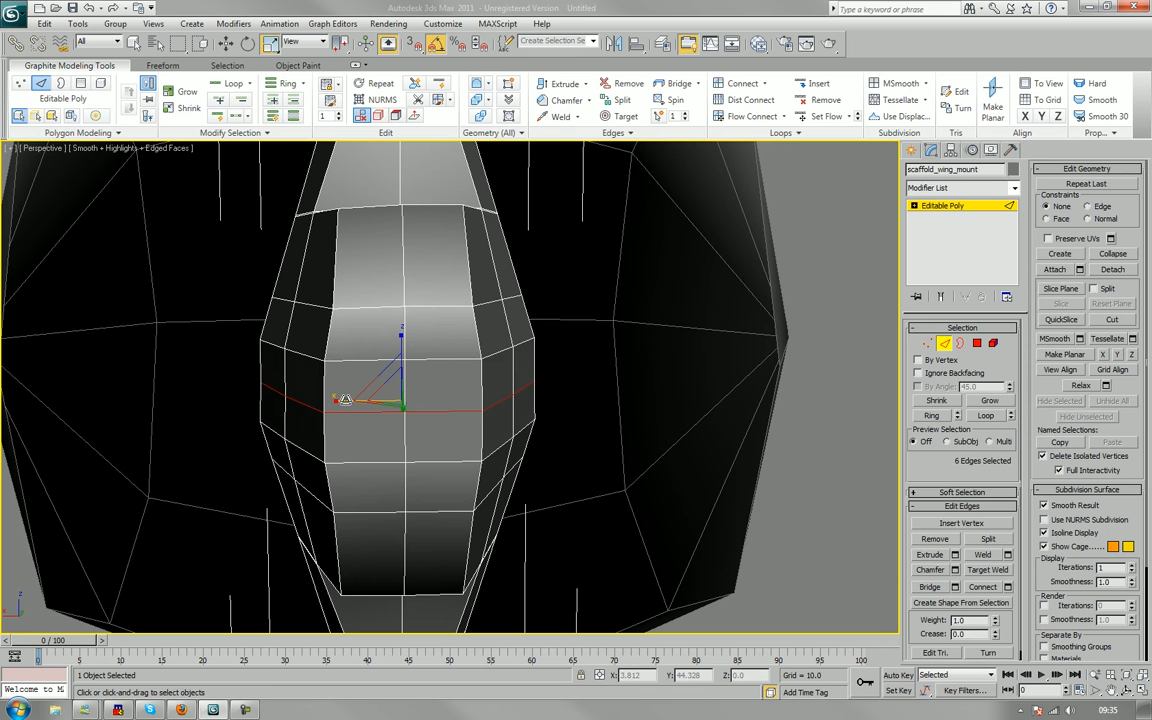 Autodesk 3ds Max 2011 - Unregistered Version Untitled
Type a keyword or phrase
Edit Tools Group Views Create Modifiers Animation Graph Editors Rendering Customize MAXScript Help
All View Create Selection Se
Graphite Modeling Tools Freeform Selection Object Paint
Loop Ring Repeat Extrude Remove Bridge Connect Insert MSmooth Edit To View Hard
Editable Poly Grow NURMS Chamfer Split Spin Dist Connect Remove Tessellate Turn Make Planar To Grid Smooth
Shrink 1 Weld Target 1 Flow Connect Set Flow Use Displac... X Y Z Smooth 30
Polygon Modeling Modify Selection Edit Geometry (All) Edges Loops Subdivision Tris Align Prop...
[ + ] [ Perspective ] [ Smooth + Highlights + Edged Faces ]
z
x
scaffold_wing_mount
Modifier List
Editable Poly
Selection
By Vertex
Ignore Backfacing
By Angle: 45.0
Shrink Grow
Ring Loop
Preview Selection
Off SubObj Multi
6 Edges Selected
Soft Selection
Edit Edges
Insert Vertex
Remove Split
Extrude Weld
Chamfer Target Weld
Bridge Connect
Create Shape From Selection
Weight: 1.0
Crease: 0.0
Edit Tri. Turn
Edit Geometry
Repeat Last
Constraints
None Edge
Face Normal
Preserve UVs
Create Collapse
Attach Detach
Slice Plane Split
Slice Reset Plane
QuickSlice Cut
MSmooth Tessellate
Make Planar X Y Z
View Align Grid Align
Relax
Hide Selected Unhide All
Hide Unselected
Named Selections:
Copy Paste
Delete Isolated Vertices
Full Interactivity
Subdivision Surface
Smooth Result
Use NURMS Subdivision
Isoline Display
Show Cage......
Display
Iterations: 1
Smoothness: 1.0
Render
Iterations: 0
Smoothness: 1.0
Separate By
Smoothing Groups
Materials
0 / 100
0 5 10 15 20 25 30 35 40 45 50 55 60 65 70 75 80 85 90 95 100
1 Object Selected X: 3.812 Y: 44.328 Z: 0.0 Grid = 10.0 Auto Key Selected
Welcome to M Click or click-and-drag to select objects Add Time Tag Set Key Key Filters... 0
09:35